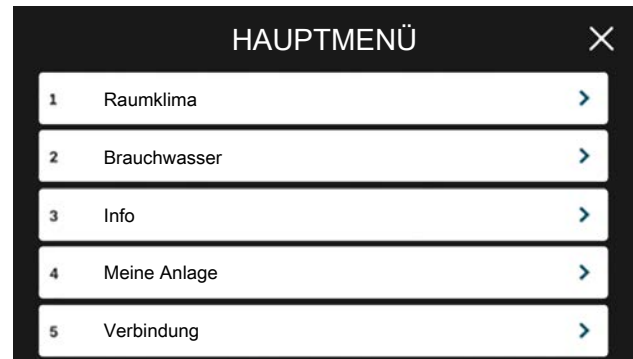 HAUPTMENÜ
1 Raumklima
2 Brauchwasser
3 Info
4 Meine Anlage
5 Verbindung